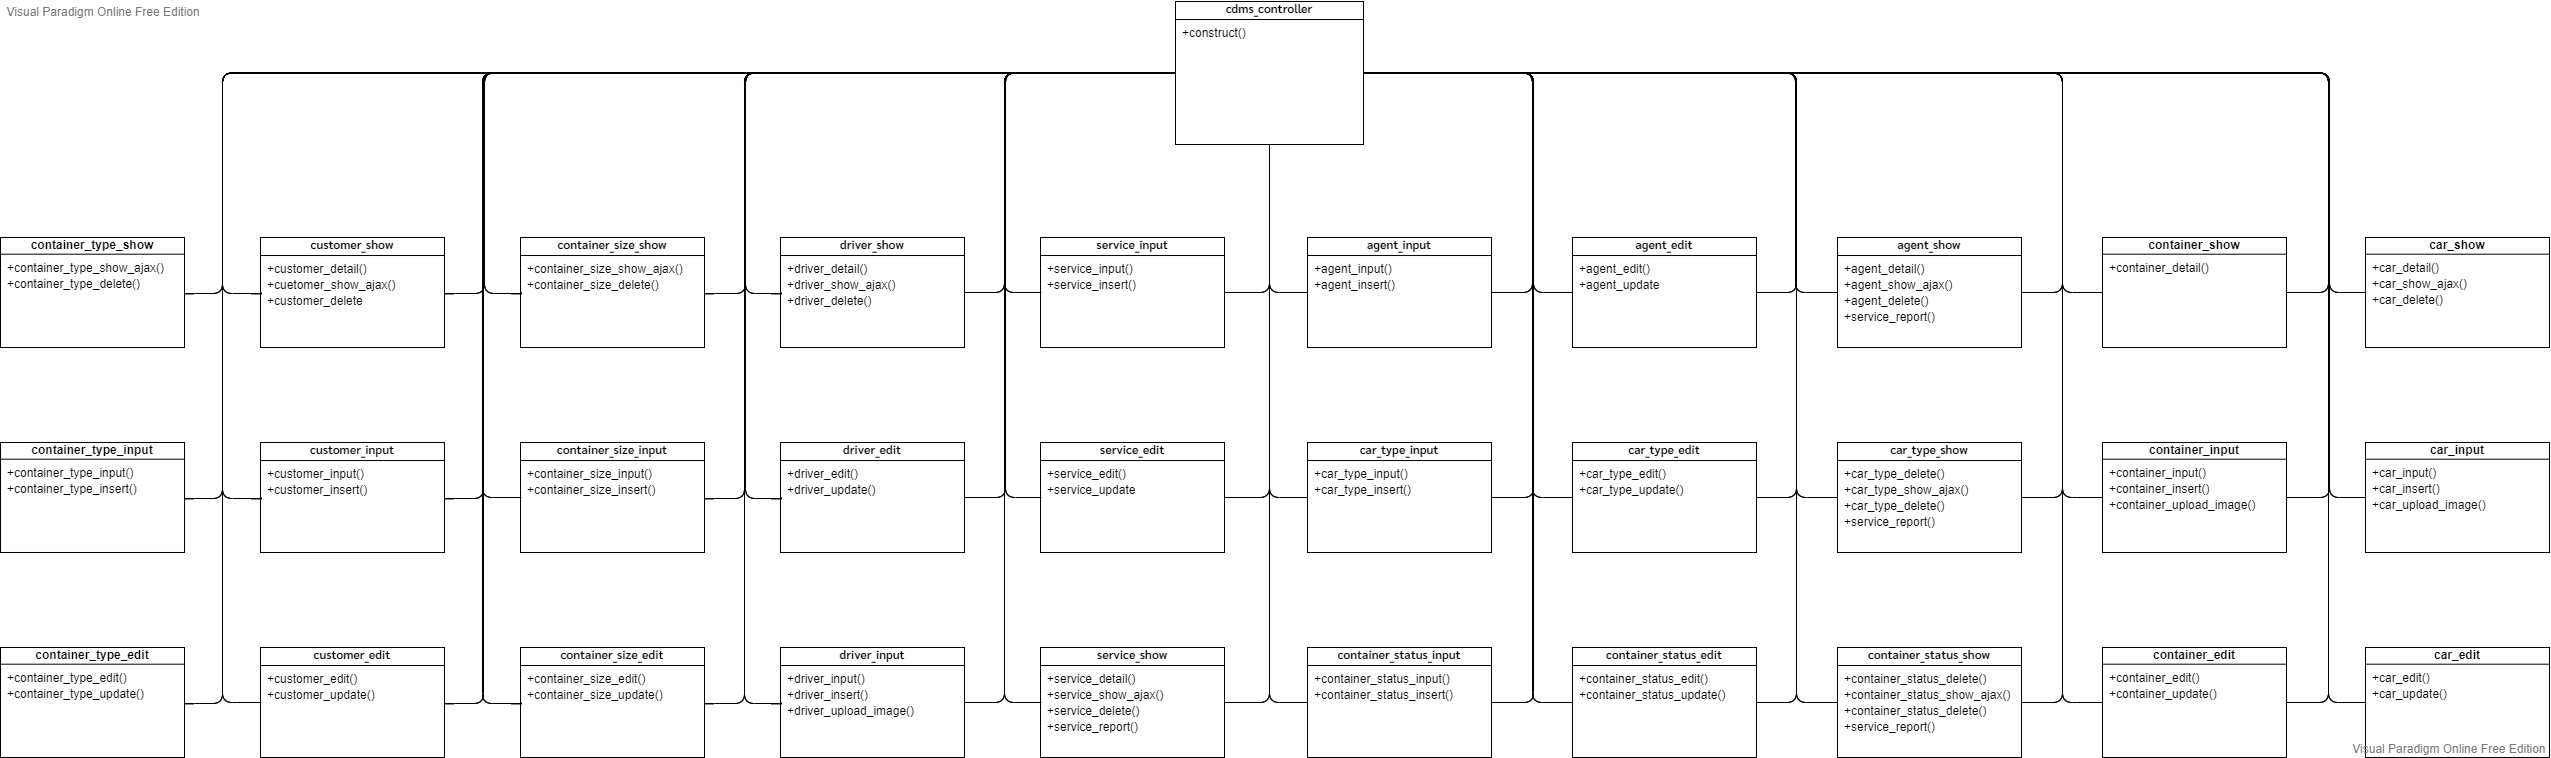 Visual Paradigm Online Free Edition
cdms_controller
+construct()
container_type_show
+container_type_show_ajax()
+container_type_delete()
customer_show
+customer_detail()
+cuetomer_show_ajax()
+customer_delete
container_size_show
+container_size_show_ajax()
+container_size_delete()
driver_show
+driver_detail()
+driver_show_ajax()
+driver_delete()
service_input
+service_input()
+service_insert()
agent_input
+agent_input()
+agent_insert()
agent_edit
+agent_edit()
+agent_update
agent_show
+agent_detail()
+agent_show_ajax()
+agent_delete()
+service_report()
container_show
+container_detail()
car_show
+car_detail()
+car_show_ajax()
+car_delete()
container_type_input
+container_type_input()
+container_type_insert()
customer_input
+customer_input()
+customer_insert()
container_size_input
+container_size_input()
+container_size_insert()
driver_edit
+driver_edit()
+driver_update()
service_edit
+service_edit()
+service_update
car_type_input
+car_type_input()
+car_type_insert()
car_type_edit
+car_type_edit()
+car_type_update()
car_type_show
+car_type_delete()
+car_type_show_ajax()
+car_type_delete()
+service_report()
container_input
+container_input()
+container_insert()
+container_upload_image()
car_input
+car_input()
+car_insert()
+car_upload_image()
container_type_edit
+container_type_edit()
+container_type_update()
customer_edit
+customer_edit()
+customer_update()
container_size_edit
+container_size_edit()
+container_size_update()
driver_input
+driver_input()
+driver_insert()
+driver_upload_image()
service_show
+service_detail()
+service_show_ajax()
+service_delete()
+service_report()
container_status_input
+container_status_input()
+container_status_insert()
container_status_edit
+container_status_edit()
+container_status_update()
container_status_show
+container_status_delete()
+container_status_show_ajax()
+container_status_delete()
+service_report()
container_edit
+container_edit()
+container_update()
car_edit
+car_edit()
+car_update()
Visual Paradigm Online Free Edition